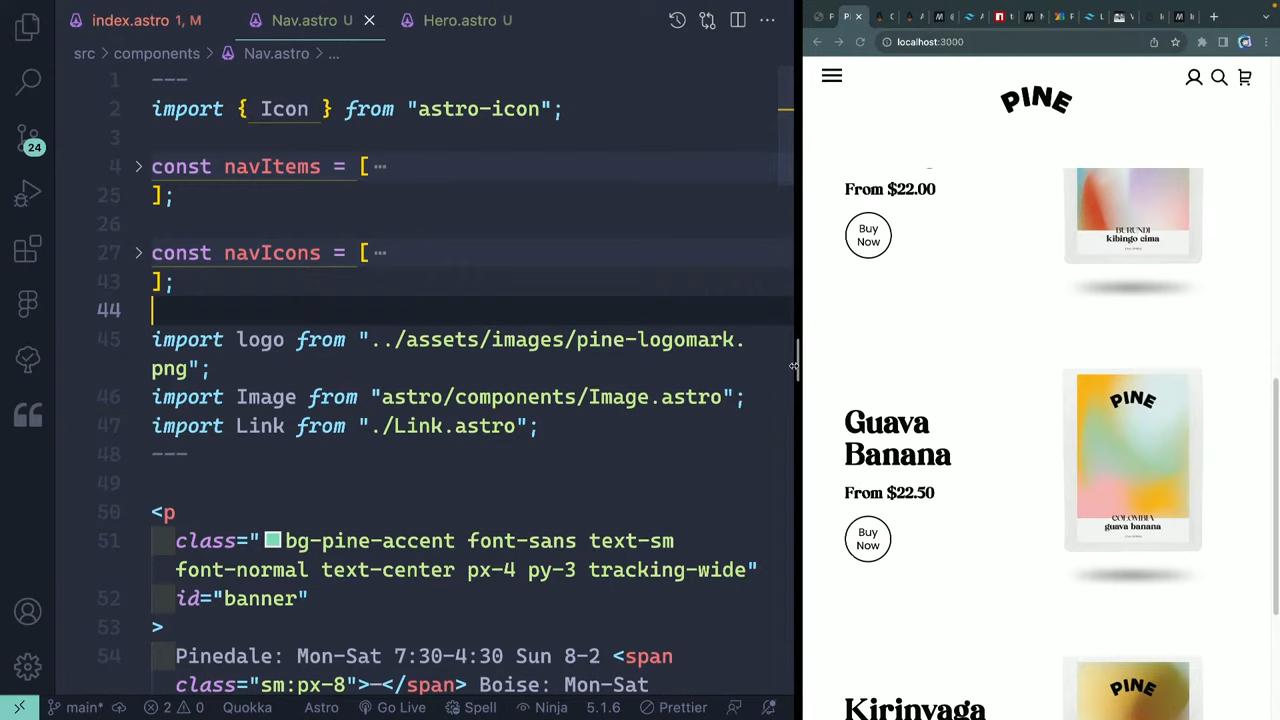 index.astro 1, M
Nav.astro U
Hero.astro U
src
components
Nav.astro
...
1 ---
2 import { Icon } from "astro-icon";
3
4 const navItems = [ ⋯
25 ];
26
27 const navIcons = [ ⋯
43 ];
44
45 import logo from "../assets/images/pine-logomark.
png";
46 import Image from "astro/components/Image.astro";
47 import Link from "./Link.astro";
48 ---
49
50 <p
51 class="bg-pine-accent font-sans text-sm
font-normal text-center px-4 py-3 tracking-wide"
52 id="banner"
53 >
54 Pinedale: Mon-Sat 7:30-4:30 Sun 8-2 <span
class="sm:px-8">—</span> Boise: Mon-Sat
24
main*
2 0
Quokka
Astro
Go Live
Spell
Ninja
5.1.6
Prettier
localhost:3000
PINE
From $22.00
Buy
Now
BURUNDI
kibingo cima
Guava
Banana
From $22.50
Buy
Now
PINE
COLOMBIA
guava banana
Kirinyaga
PINE